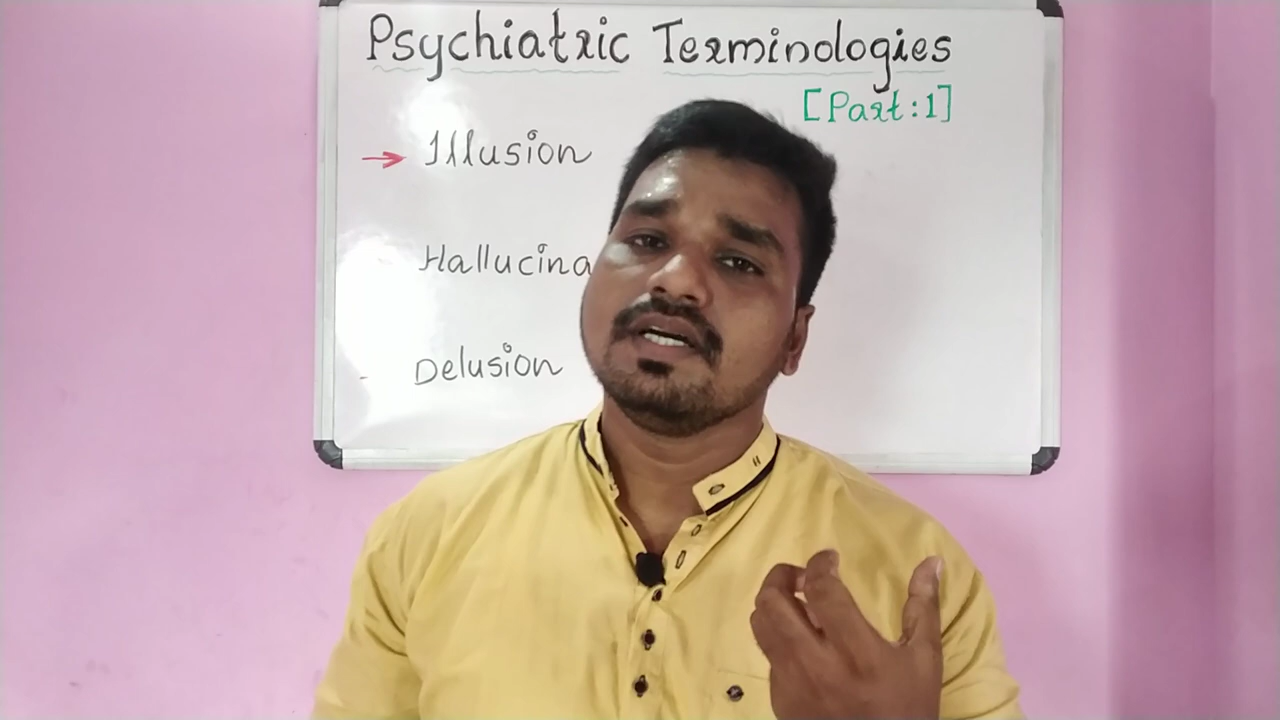 Psychiatric Terminologies
[Part:1]
→ Illusion
Hallucina
- Delusion